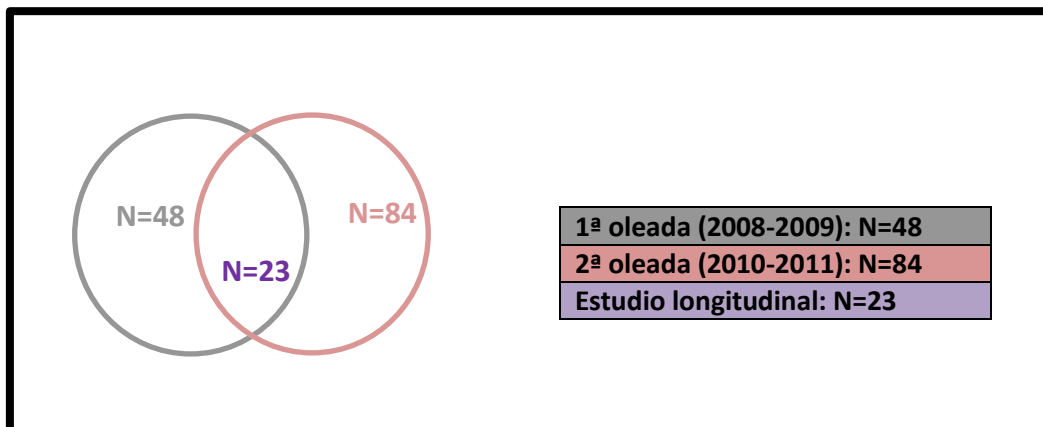 N=48
N=84
N=23
1ª oleada (2008-2009): N=48
2ª oleada (2010-2011): N=84
Estudio longitudinal: N=23